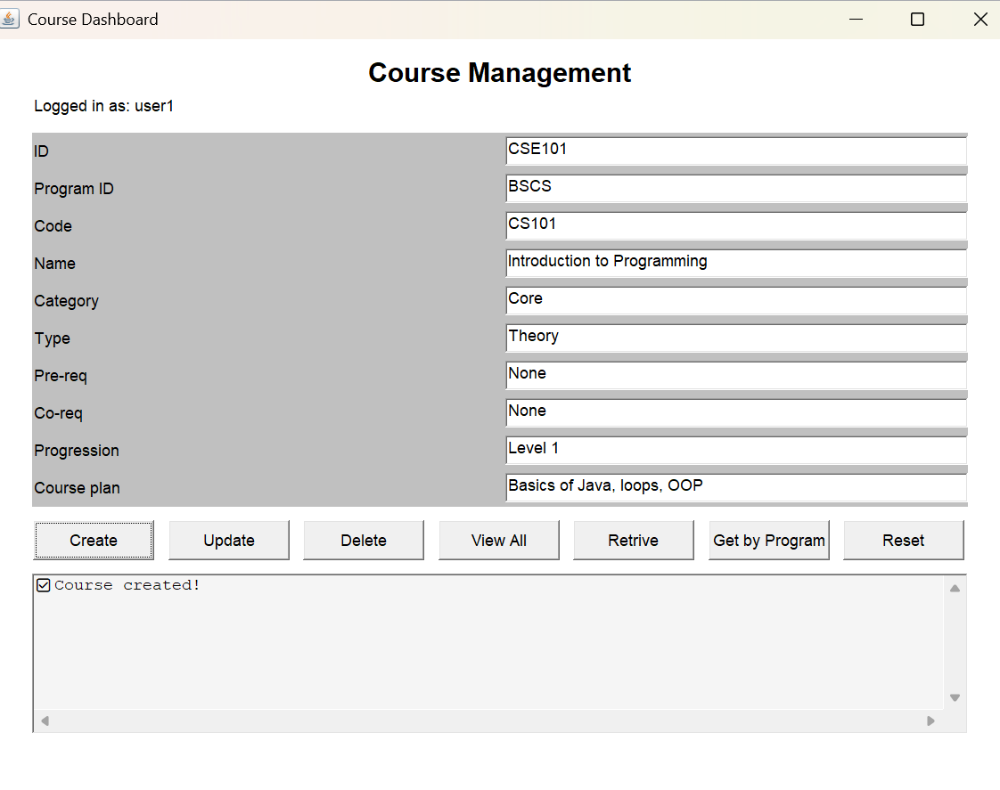 Course Dashboard
Course Management
Logged in as: user1
ID CSE101
Program ID BSCS
Code CS101
Name Introduction to Programming
Category Core
Type Theory
Pre-req None
Co-req None
Progression Level 1
Course plan Basics of Java, loops, OOP
Create Update Delete View All Retrive Get by Program Reset
☑Course created!